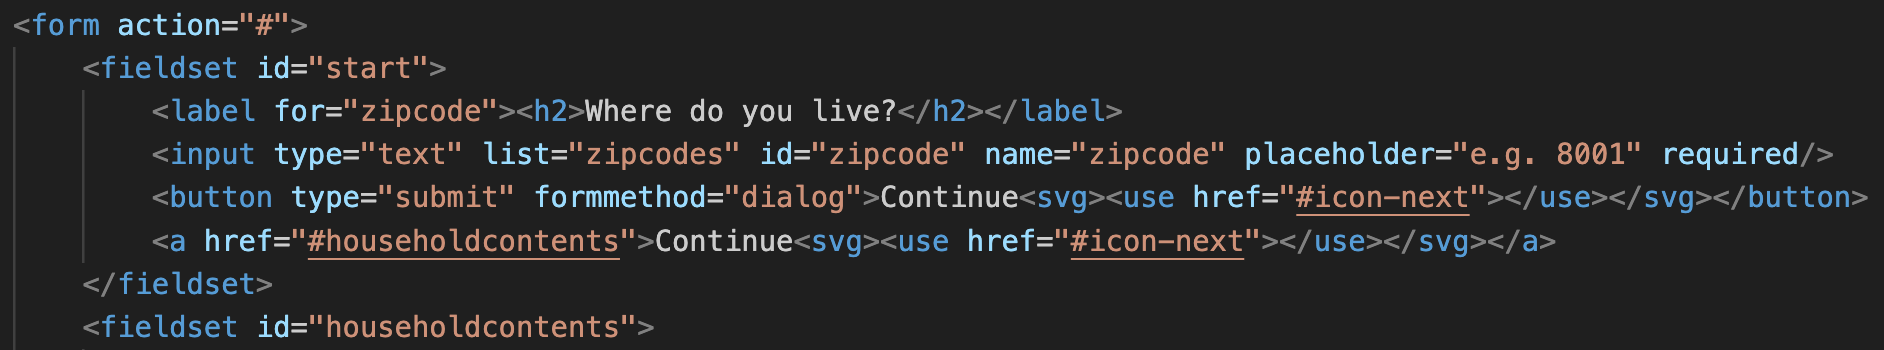 <form action="#">
<fieldset id="start">
<label for="zipcode"><h2>Where do you live?</h2></label>
<input type="text" list="zipcodes" id="zipcode" name="zipcode" placeholder="e.g. 8001" required/>
<button type="submit" formmethod="dialog">Continue<svg><use href="#icon-next"></use></svg></button>
<a href="#householdcontents">Continue<svg><use href="#icon-next"></use></svg></a>
</fieldset>
<fieldset id="householdcontents">